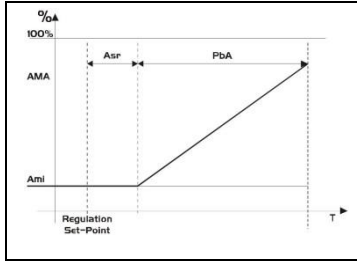 %
100%
Asr
PbA
AMA
Ami
Regulation
Set-Point
T